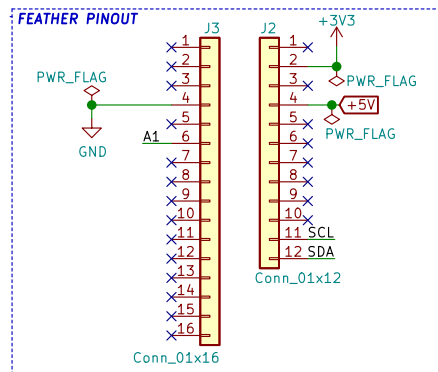 FEATHER PINOUT
J3
J2
+3V3
1
2
3
4
5
6
7
8
9
10
11
12
13
14
15
16
1
2
3
4
5
6
7
8
9
10
11
12
PWR_FLAG
GND
A1
PWR_FLAG
+5V
PWR_FLAG
SCL
SDA
Conn_01x12
Conn_01x16